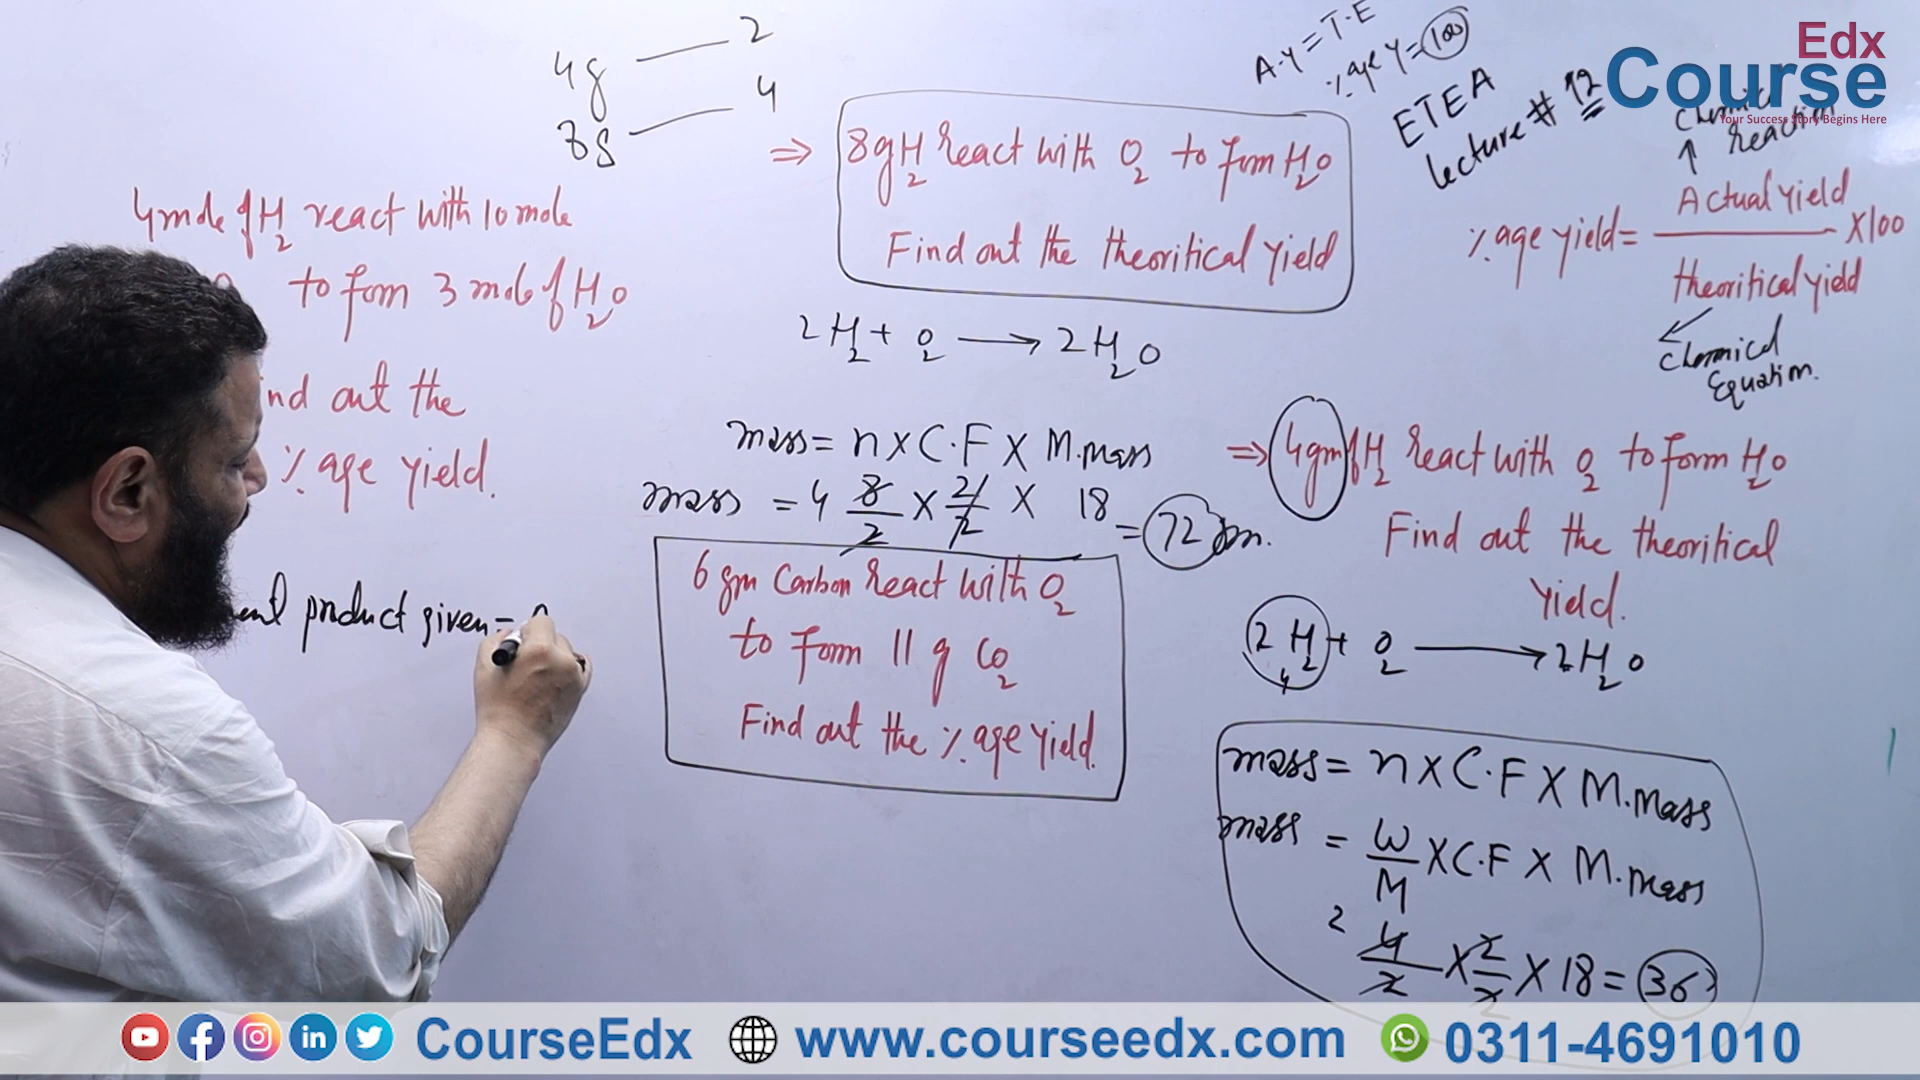 4g 2
8g 4
4 mole of H2 react with 10 mole
to form 3 mole of H2O
nd out the
% age yield.
product given =
=> 8g H2 React with O2 to form H2O
Find out the theoritical yield
2H2 + O2 → 2H2O
mass = n X C.F X M.mass
mass = 4 8/2 X 2/2 X 18 = 72 gm.
6 gm Carbon React With O2
to form 11 g CO2
Find out the % age yield.
A.Y = T.E
% age Y = 100
ETEA
Lecture # 12
Edx
Course
Your Success Story Begins Here
Chemical
Reaction
% age yield = Actual yield / theoritical yield X100
Chemical
Equation.
=> 4gm of H2 React with O2 to form H2O
Find out the theoritical
Yield.
2H2 + O2 → 2H2O
4
mass = n X C.F X M.mass
mass = W/M X C.F X M.mass
2 4/2 X 2/2 X 18 = 36
CourseEdx
www.courseedx.com
0311-4691010